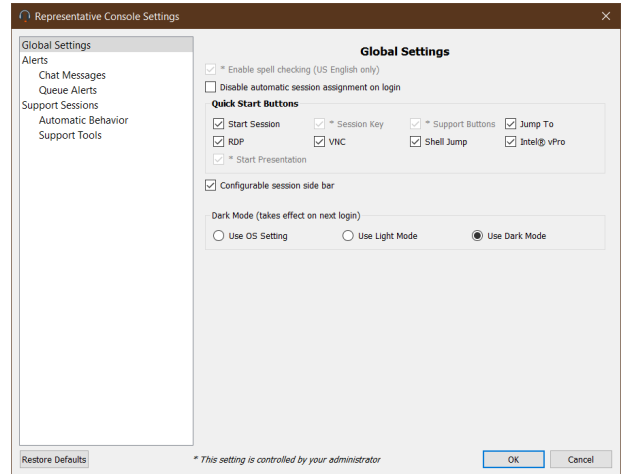 Representative Console Settings
Global Settings
Alerts
Chat Messages
Queue Alerts
Support Sessions
Automatic Behavior
Support Tools
Global Settings
* Enable spell checking (US English only)
Disable automatic session assignment on login
Quick Start Buttons
Start Session * Session Key * Support Buttons Jump To
RDP VNC Shell Jump Intel® vPro
* Start Presentation
Configurable session side bar
Dark Mode (takes effect on next login)
Use OS Setting Use Light Mode Use Dark Mode
Restore Defaults * This setting is controlled by your administrator OK Cancel